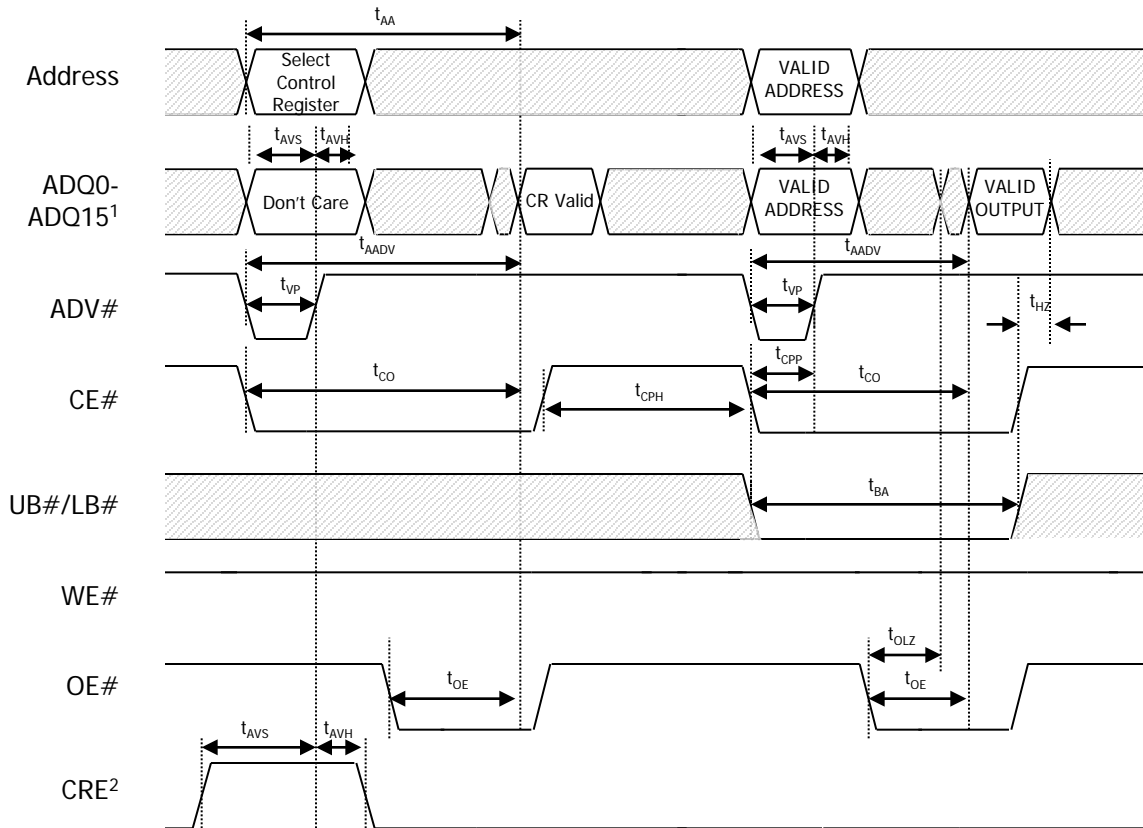 tAA
Address
Select
Control
Register
VALID
ADDRESS
tAVS
tAVH
tAVS
tAVH
ADQ0-
ADQ15¹
Don't Care
CR Valid
VALID
ADDRESS
VALID
OUTPUT
tAADV
tAADV
ADV#
tVP
tVP
tHZ
tCPP
CE#
tCO
tCPH
tCO
UB#/LB#
tBA
WE#
tOLZ
OE#
tOE
tOE
tAVS
tAVH
CRE²